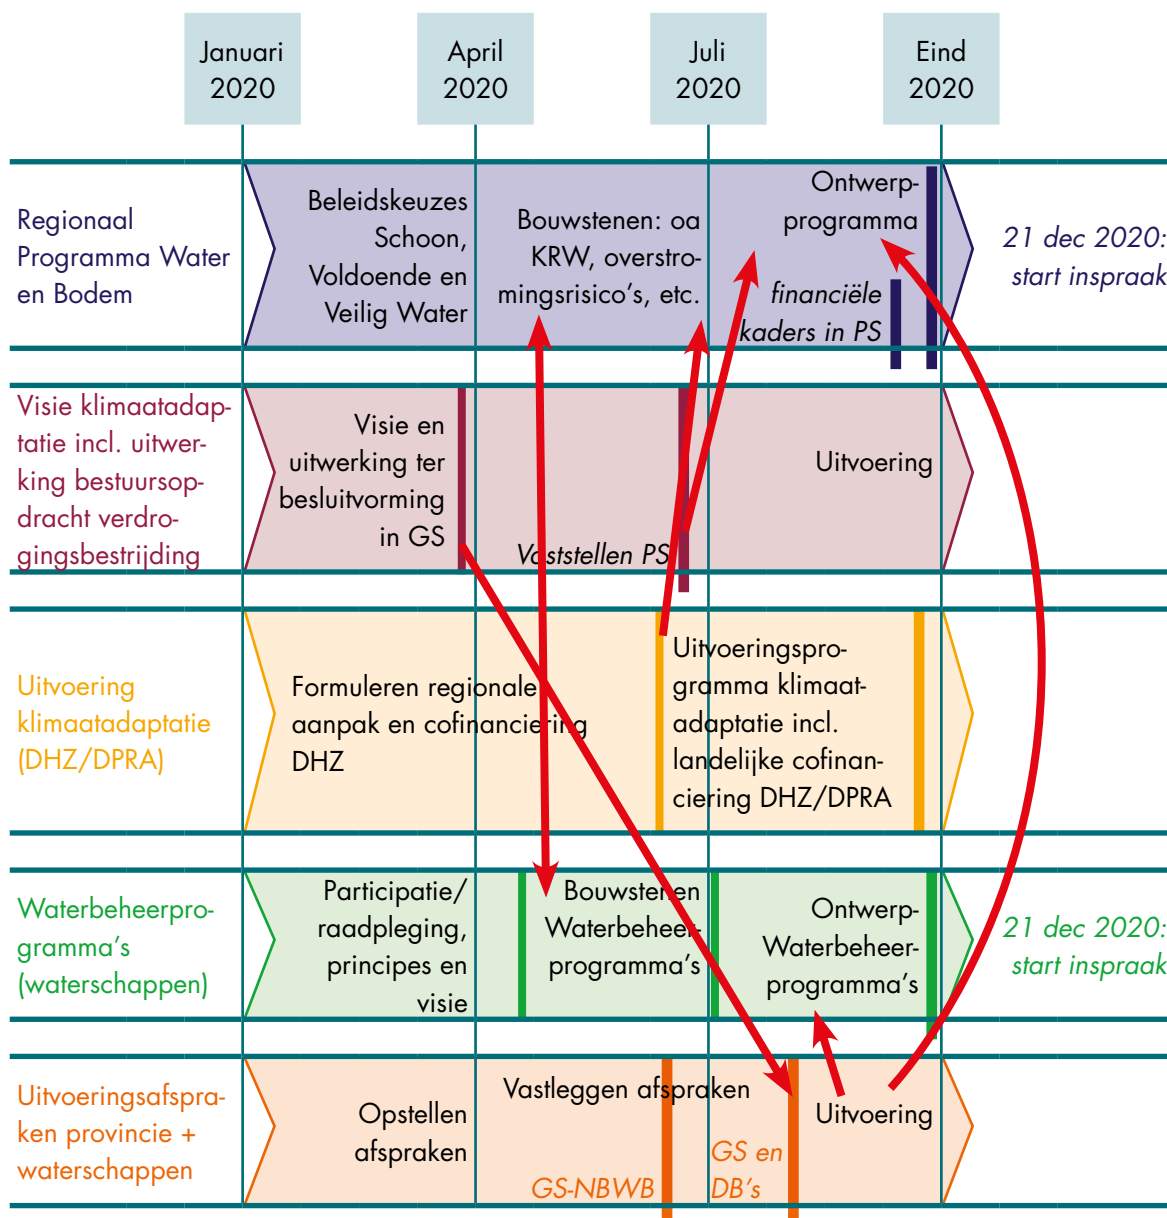 Januari
2020
April
2020
Juli
2020
Eind
2020
Regionaal
Programma Water
en Bodem
Beleidskeuzes
Schoon,
Voldoende en
Veilig Water
Bouwstenen: oa
KRW, overstro-
mingsrisico's, etc.
Ontwerp-
programma
financiële
kaders in PS
21 dec 2020:
start inspraak
Visie klimaatadap-
tatie incl. uitwer-
king bestuursop-
dracht verdro-
gingsbestrijding
Visie en
uitwerking ter
besluitvorming
in GS
Vaststellen PS
Uitvoering
Uitvoering
klimaatadaptatie
(DHZ/DPRA)
Formuleren regionale
aanpak en cofinanciering
DHZ
Uitvoeringspro-
gramma klimaat-
adaptatie incl.
landelijke cofinan-
ciering DHZ/DPRA
Waterbeheerpro-
gramma's
(waterschappen)
Participatie/
raadpleging,
principes en
visie
Bouwstenen
Waterbeheer-
programma's
Ontwerp-
Waterbeheer-
programma's
21 dec 2020:
start inspraak
Uitvoeringsafspra-
ken provincie +
waterschappen
Opstellen
afspraken
Vastleggen afspraken
GS-NBWB
GS en
DB's
Uitvoering